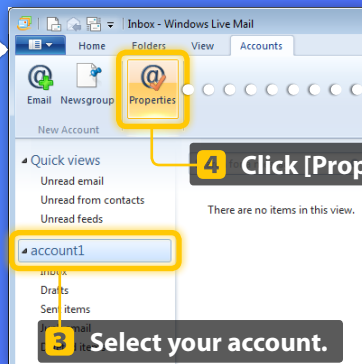 Inbox - Windows Live Mail
Home Folders View Accounts
Email Newsgroup Properties
New Account
4 Click [Prop
Quick views
Unread email
Unread from contacts
Unread feeds
There are no items in this view.
account1
Inbox
Drafts
Sent items
3 Select your account.